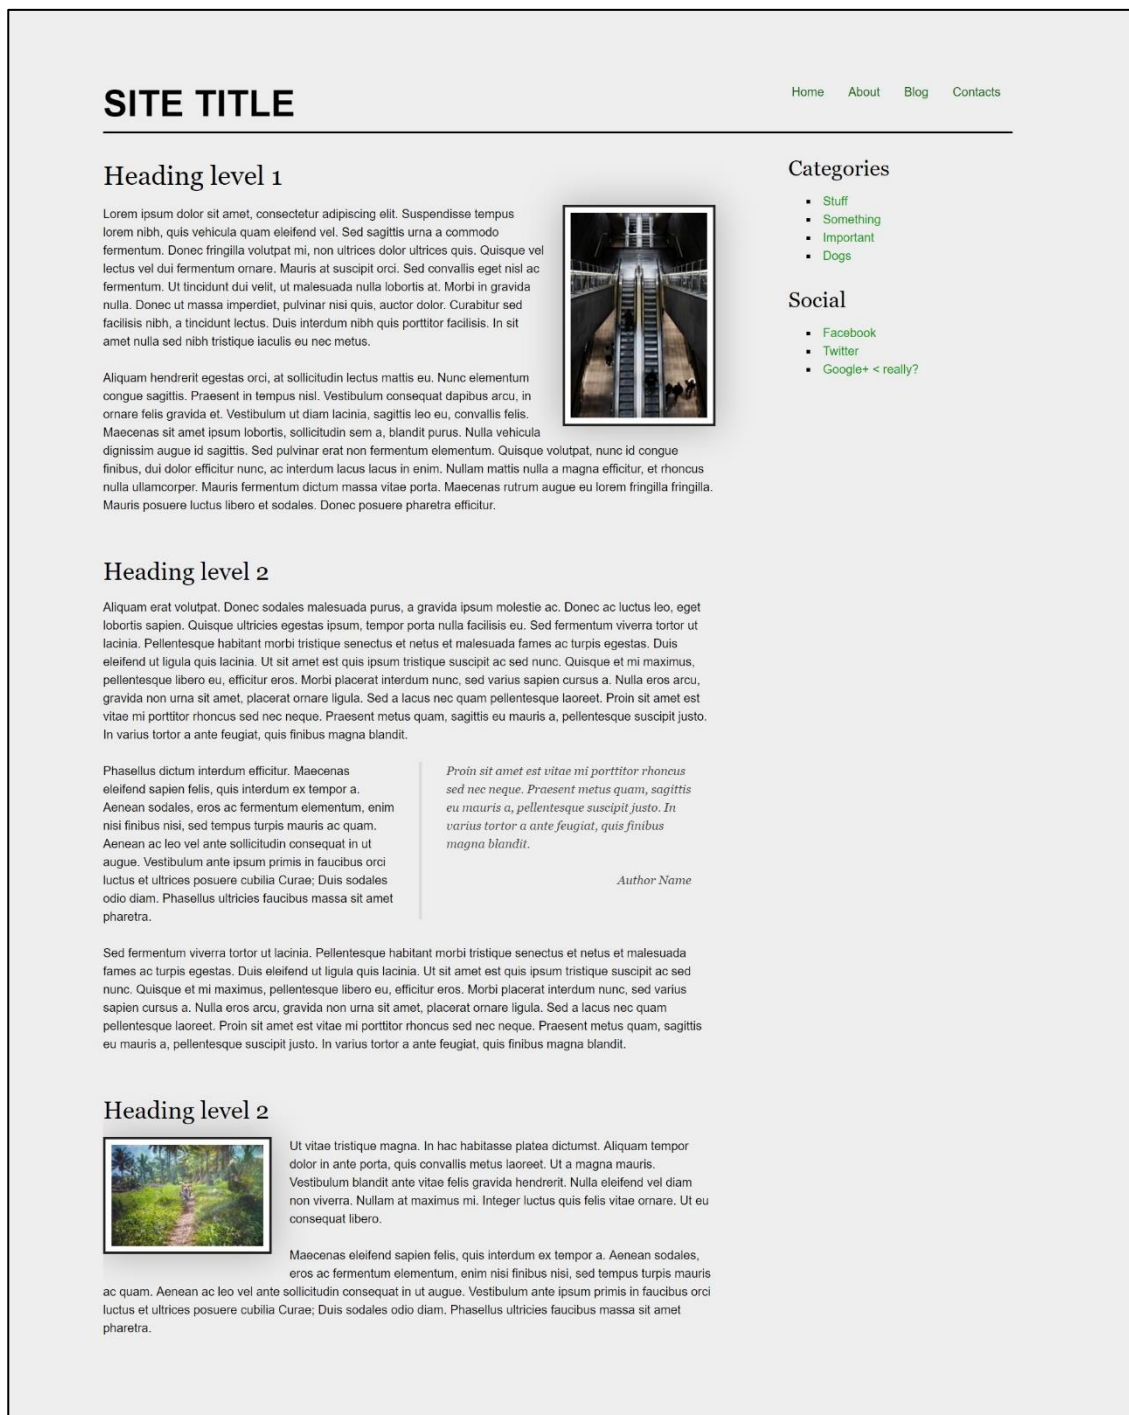 SITE TITLE
Home About Blog Contacts
Heading level 1
Lorem ipsum dolor sit amet, consectetur adipiscing elit. Suspendisse tempus
lorem nibh, quis vehicula quam eleifend vel. Sed sagittis urna a commodo
fermentum. Donec fringilla volutpat mi, non ultrices dolor ultrices quis. Quisque vel
lectus vel dui fermentum ornare. Mauris at suscipit orci. Sed convallis eget nisl ac
fermentum. Ut tincidunt dui velit, ut malesuada nulla lobortis at. Morbi in gravida
nulla. Donec ut massa imperdiet, pulvinar nisi quis, auctor dolor. Curabitur sed
facilisis nibh, a tincidunt lectus. Duis interdum nibh quis porttitor facilisis. In sit
amet nulla sed nibh tristique iaculis eu nec metus.
Aliquam hendrerit egestas orci, at sollicitudin lectus mattis eu. Nunc elementum
congue sagittis. Praesent in tempus nisl. Vestibulum consequat dapibus arcu, in
ornare felis gravida et. Vestibulum ut diam lacinia, sagittis leo eu, convallis felis.
Maecenas sit amet ipsum lobortis, sollicitudin sem a, blandit purus. Nulla vehicula
dignissim augue id sagittis. Sed pulvinar erat non fermentum elementum. Quisque volutpat, nunc id congue
finibus, dui dolor efficitur nunc, ac interdum lacus lacus in enim. Nullam mattis nulla a magna efficitur, et rhoncus
nulla ullamcorper. Mauris fermentum dictum massa vitae porta. Maecenas rutrum augue eu lorem fringilla fringilla.
Mauris posuere luctus libero et sodales. Donec posuere pharetra efficitur.
Heading level 2
Aliquam erat volutpat. Donec sodales malesuada purus, a gravida ipsum molestie ac. Donec ac luctus leo, eget
lobortis sapien. Quisque ultricies egestas ipsum, tempor porta nulla facilisis eu. Sed fermentum viverra tortor ut
lacinia. Pellentesque habitant morbi tristique senectus et netus et malesuada fames ac turpis egestas. Duis
eleifend ut ligula quis lacinia. Ut sit amet est quis ipsum tristique suscipit ac sed nunc. Quisque et mi maximus,
pellentesque libero eu, efficitur eros. Morbi placerat interdum nunc, sed varius sapien cursus a. Nulla eros arcu,
gravida non urna sit amet, placerat ornare ligula. Sed a lacus nec quam pellentesque laoreet. Proin sit amet est
vitae mi porttitor rhoncus sed nec neque. Praesent metus quam, sagittis eu mauris a, pellentesque suscipit justo.
In varius tortor a ante feugiat, quis finibus magna blandit.
Phasellus dictum interdum efficitur. Maecenas
eleifend sapien felis, quis interdum ex tempor a.
Aenean sodales, eros ac fermentum elementum, enim
nisi finibus nisi, sed tempus turpis mauris ac quam.
Aenean ac leo vel ante sollicitudin consequat in ut
augue. Vestibulum ante ipsum primis in faucibus orci
luctus et ultrices posuere cubilia Curae; Duis sodales
odio diam. Phasellus ultricies faucibus massa sit amet
pharetra.
Proin sit amet est vitae mi porttitor rhoncus
sed nec neque. Praesent metus quam, sagittis
eu mauris a, pellentesque suscipit justo. In
varius tortor a ante feugiat, quis finibus
magna blandit.
Author Name
Sed fermentum viverra tortor ut lacinia. Pellentesque habitant morbi tristique senectus et netus et malesuada
fames ac turpis egestas. Duis eleifend ut ligula quis lacinia. Ut sit amet est quis ipsum tristique suscipit ac sed
nunc. Quisque et mi maximus, pellentesque libero eu, efficitur eros. Morbi placerat interdum nunc, sed varius
sapien cursus a. Nulla eros arcu, gravida non urna sit amet, placerat ornare ligula. Sed a lacus nec quam
pellentesque laoreet. Proin sit amet est vitae mi porttitor rhoncus sed nec neque. Praesent metus quam, sagittis
eu mauris a, pellentesque suscipit justo. In varius tortor a ante feugiat, quis finibus magna blandit.
Heading level 2
Ut vitae tristique magna. In hac habitasse platea dictumst. Aliquam tempor
dolor in ante porta, quis convallis metus laoreet. Ut a magna mauris.
Vestibulum blandit ante vitae felis gravida hendrerit. Nulla eleifend vel diam
non viverra. Nullam at maximus mi. Integer luctus quis felis vitae ornare. Ut eu
consequat libero.
Maecenas eleifend sapien felis, quis interdum ex tempor a. Aenean sodales,
eros ac fermentum elementum, enim nisi finibus nisi, sed tempus turpis mauris
ac quam. Aenean ac leo vel ante sollicitudin consequat in ut augue. Vestibulum ante ipsum primis in faucibus orci
luctus et ultrices posuere cubilia Curae; Duis sodales odio diam. Phasellus ultricies faucibus massa sit amet
pharetra.
Categories
Stuff
Something
Important
Dogs
Social
Facebook
Twitter
Google+ < really?